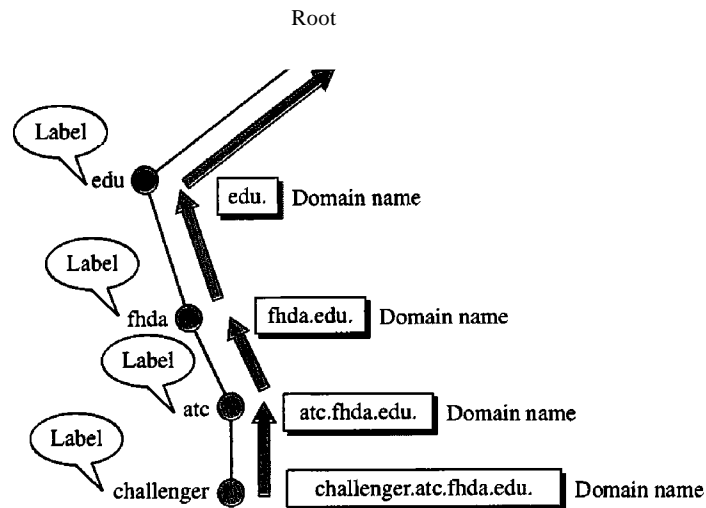 Root
Label
edu
edu. Domain name
Label
fhda
fhda.edu. Domain name
Label
atc
atc.fhda.edu. Domain name
Label
challenger
challenger.atc.fhda.edu. Domain name